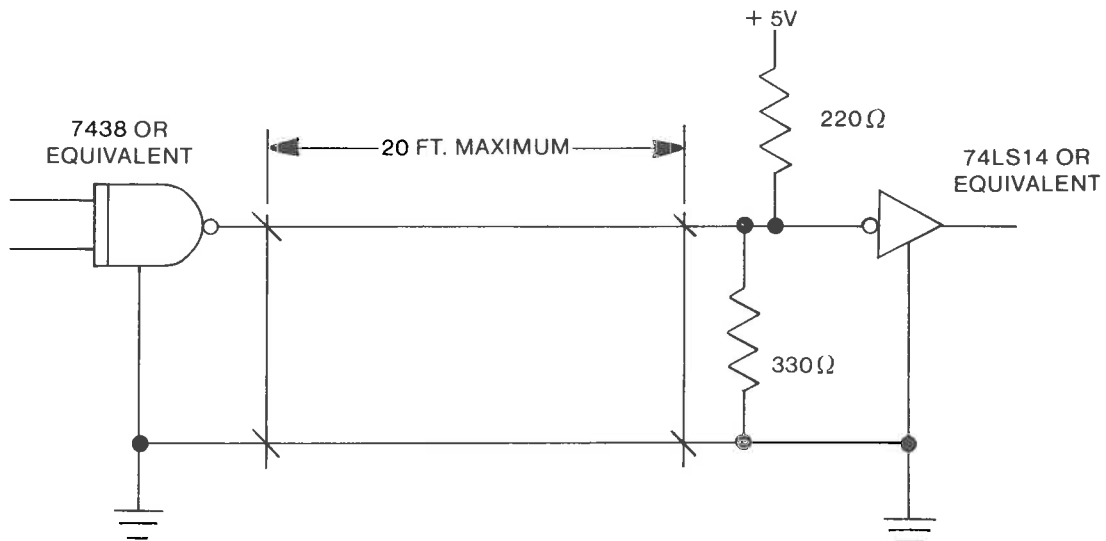 + 5V
220Ω
7438 OR
EQUIVALENT
20 FT. MAXIMUM
74LS14 OR
EQUIVALENT
330Ω